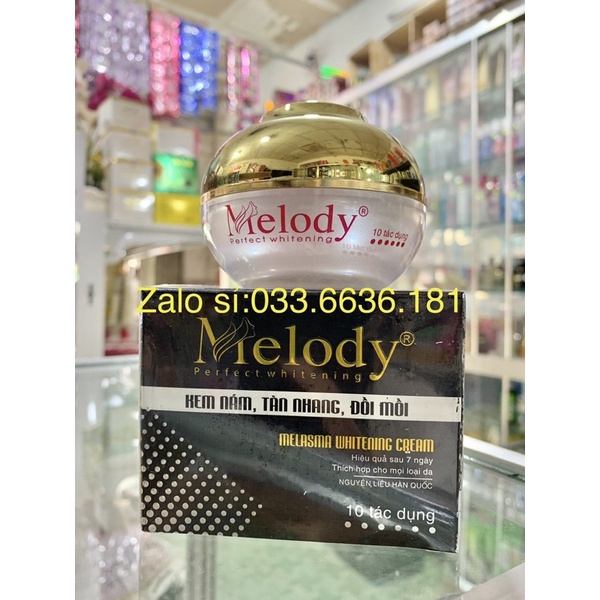 Melody®
Perfect whitening
10 tác dụng
Zalo sỉ:033.6636.181
Melody®
Perfect whitening
KEM NÁM, TÀN NHANG, ĐỒI MỒI
MELASMA WHITENING CREAM
Hiệu quả sau 7 ngày
Thích hợp cho mọi loại da
NGUYÊN LIỆU HÀN QUỐC
10 tác dụng